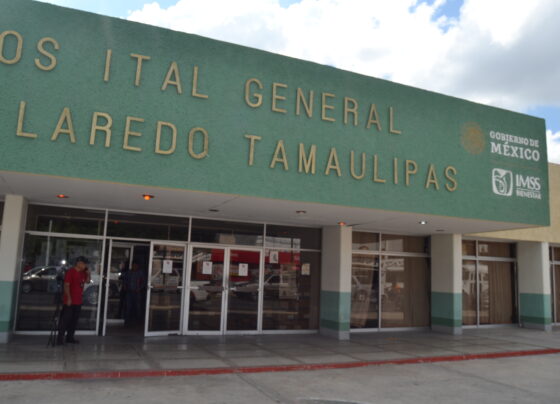 OS ITAL GENERAL
LAREDO TAMAULIPAS
GOBIERNO DE
MÉXICO
IMSS
BIENESTAR